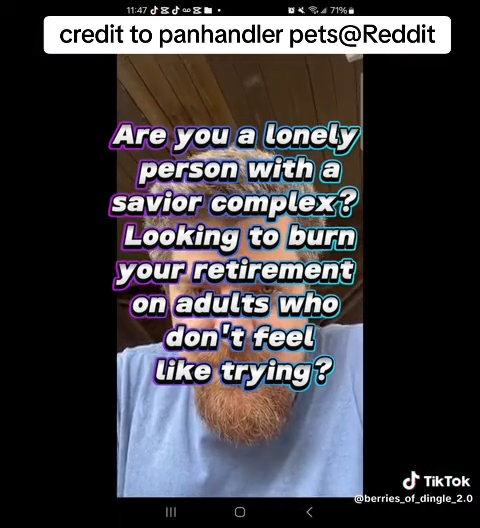 11:47
71%
credit to panhandler pets@Reddit
Are you a lonely
person with a
savior complex?
Looking to burn
your retirement
on adults who
don't feel
like trying?
TikTok
@berries_of_dingle_2.0